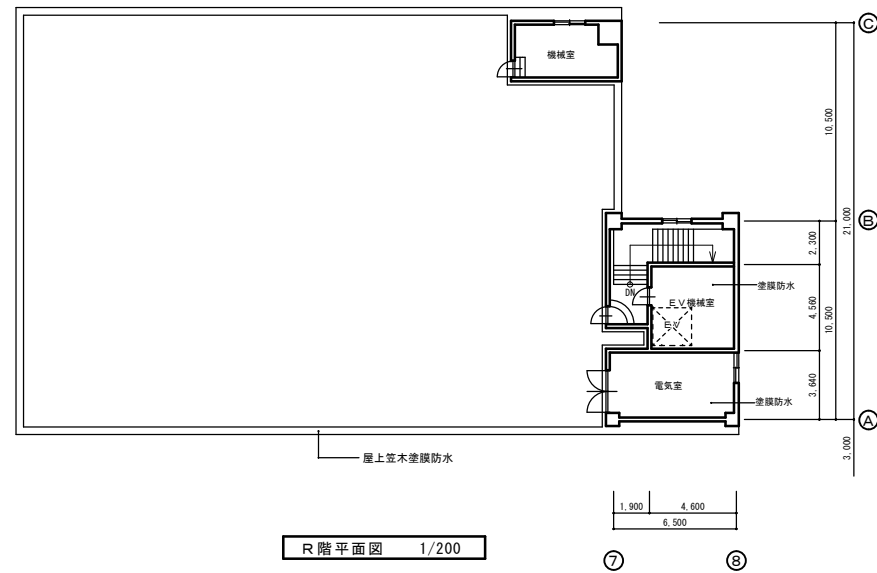 Ⓒ
機械室
10,500
21,000
Ⓑ
2,300
塗膜防水
DN
EV機械室
EV
4,560
10,500
電気室
3,640
塗膜防水
Ⓐ
3,000
屋上笠木塗膜防水
1,900
4,600
6,500
R階平面図 1/200
⑦
⑧